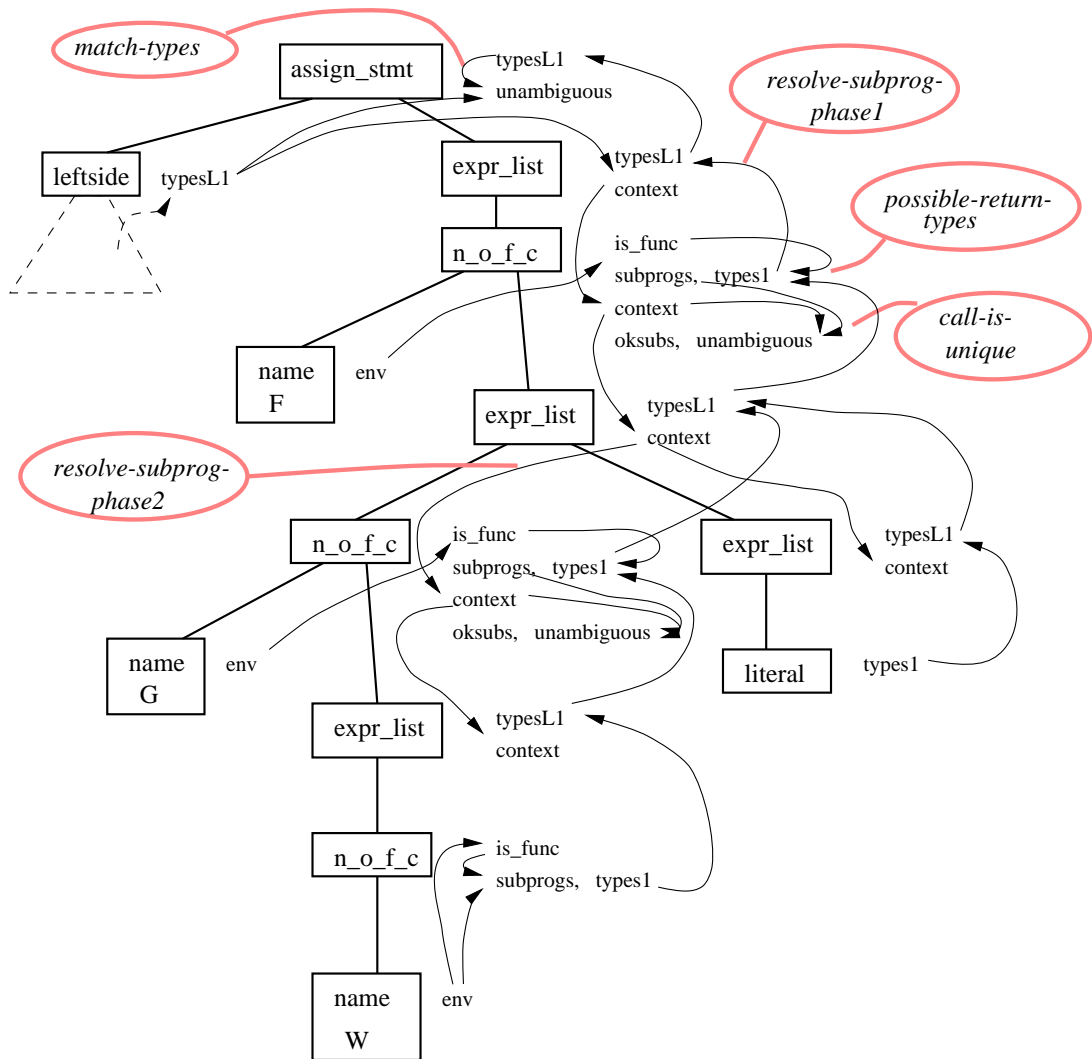 match-types
assign_stmt
typesL1
unambiguous
resolve-subprog-
phase1
leftside
typesL1
expr_list
typesL1
context
possible-return-
types
n_o_f_c
is_func
subprogs, types1
context
oksubs, unambiguous
call-is-
unique
name
F
env
expr_list
typesL1
context
resolve-subprog-
phase2
n_o_f_c
is_func
subprogs, types1
context
oksubs, unambiguous
expr_list
typesL1
context
name
G
env
literal
types1
expr_list
typesL1
context
n_o_f_c
is_func
subprogs, types1
name
W
env